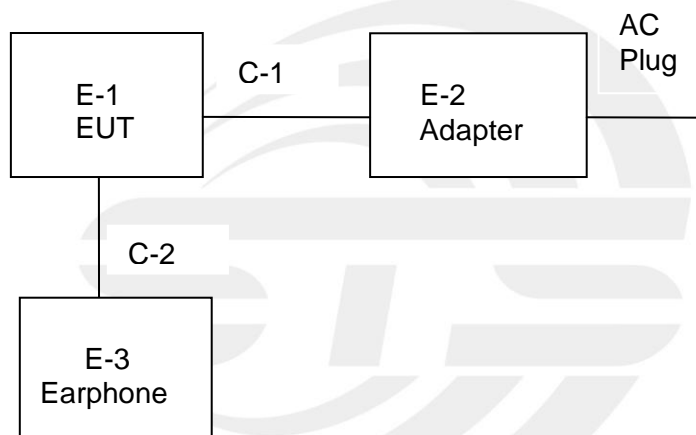 AC
Plug
C-1
E-1
EUT
E-2
Adapter
C-2
E-3
Earphone